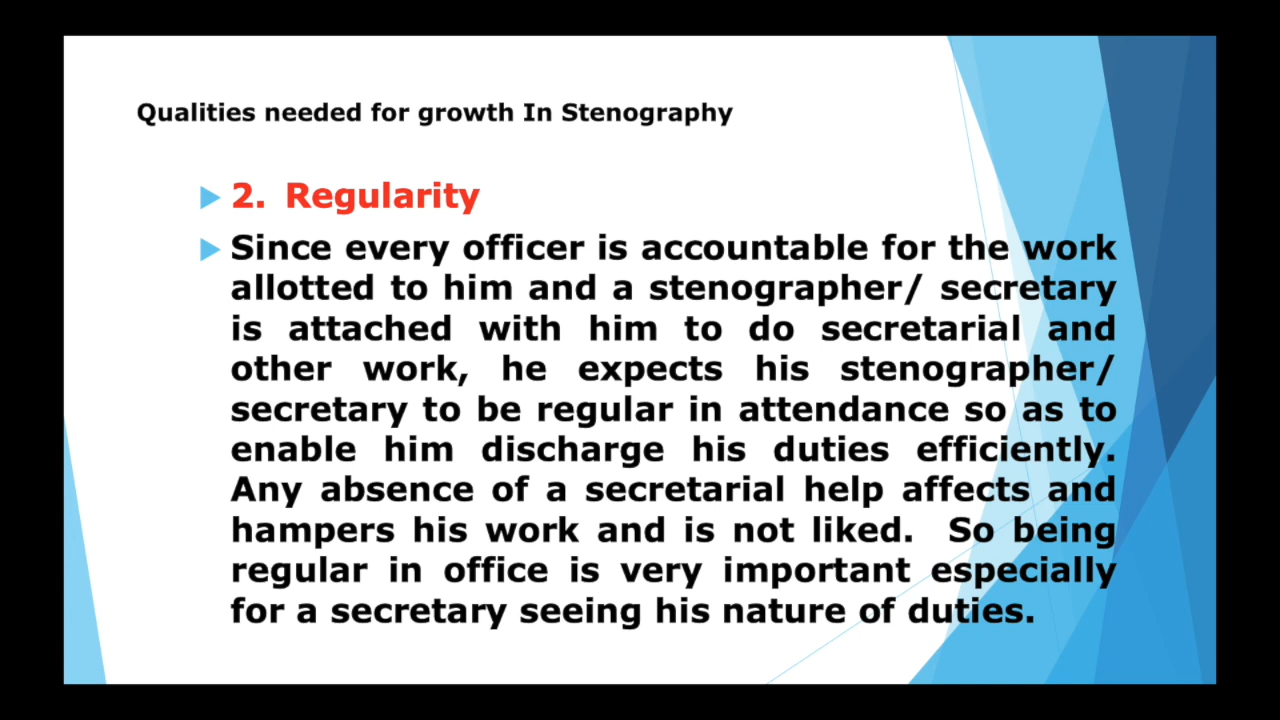 Qualities needed for growth In Stenography
2. Regularity
Since every officer is accountable for the work
allotted to him and a stenographer/ secretary
is attached with him to do secretarial and
other work, he expects his stenographer/
secretary to be regular in attendance so as to
enable him discharge his duties efficiently.
Any absence of a secretarial help affects and
hampers his work and is not liked. So being
regular in office is very important especially
for a secretary seeing his nature of duties.